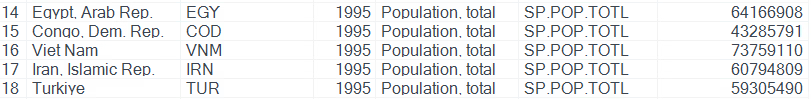 14 Egypt, Arab Rep. EGY 1995 Population, total SP.POP.TOTL 64166908
15 Congo, Dem. Rep. COD 1995 Population, total SP.POP.TOTL 43285791
16 Viet Nam VNM 1995 Population, total SP.POP.TOTL 73759110
17 Iran, Islamic Rep. IRN 1995 Population, total SP.POP.TOTL 60794809
18 Turkiye TUR 1995 Population, total SP.POP.TOTL 59305490